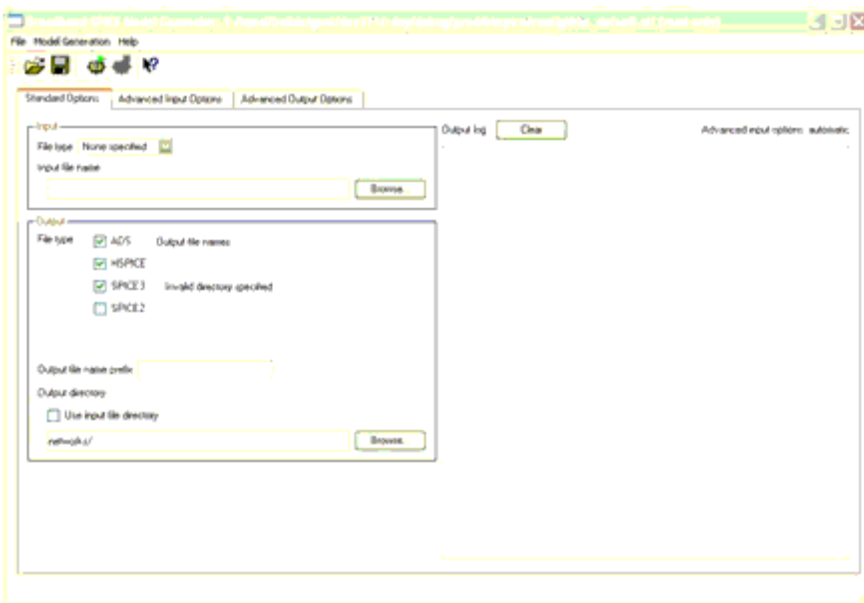 File Model Generation Help
Standard Options Advanced Input Options Advanced Output Options
Input
File type None specified
Input file name
Browse...
Output
File type ADS Output file names
HSPICE
SPICE3 Invalid directory specified
SPICE2
Output file name prefix
Output directory
Use input file directory
networks/ Browse...
Output log Clear Advanced input options: automatic